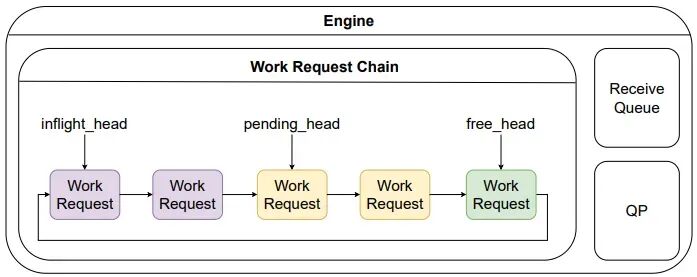 Engine
Work Request Chain
inflight_head
pending_head
free_head
Work
Request
Work
Request
Work
Request
Work
Request
Work
Request
Receive
Queue
QP